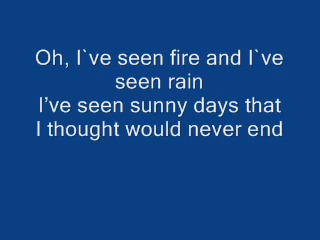 Oh, I`ve seen fire and I`ve
seen rain
I’ve seen sunny days that
I thought would never end